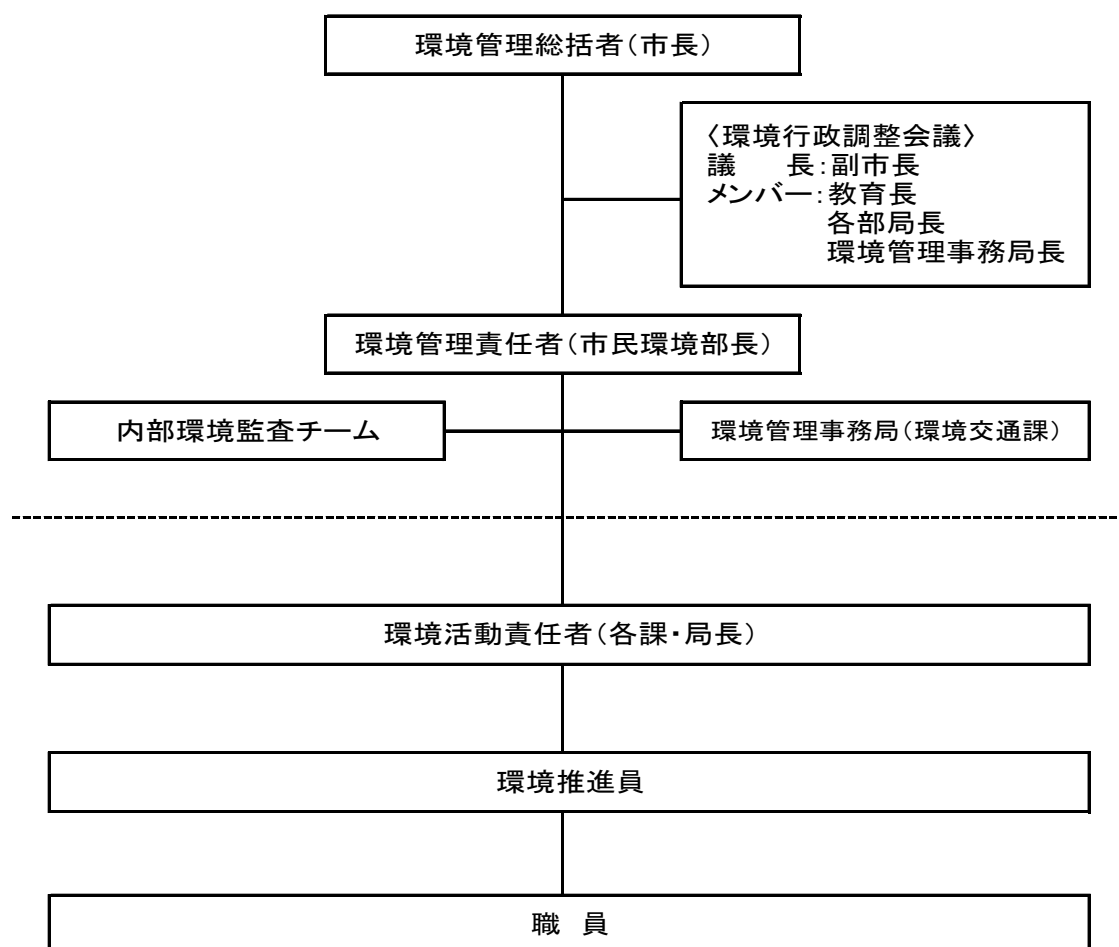 環境管理総括者(市長)
〈環境行政調整会議〉
議　　長:副市長
メンバー:教育長
各部局長
環境管理事務局長
環境管理責任者(市民環境部長)
内部環境監査チーム
環境管理事務局(環境交通課)
環境活動責任者(各課・局長)
環境推進員
職　員